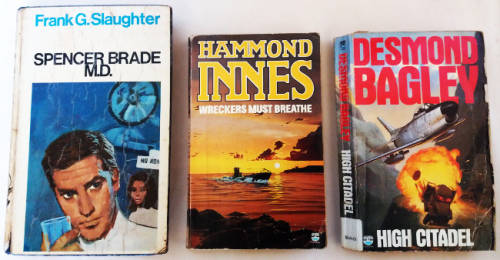 Frank G. Slaughter
SPENCER BRADE
M.D.
HAMMOND
INNES
WRECKERS MUST BREATHE
DESMOND
BAGLEY
HIGH CITADEL
DESMOND BAGLEY
HIGH CITADEL